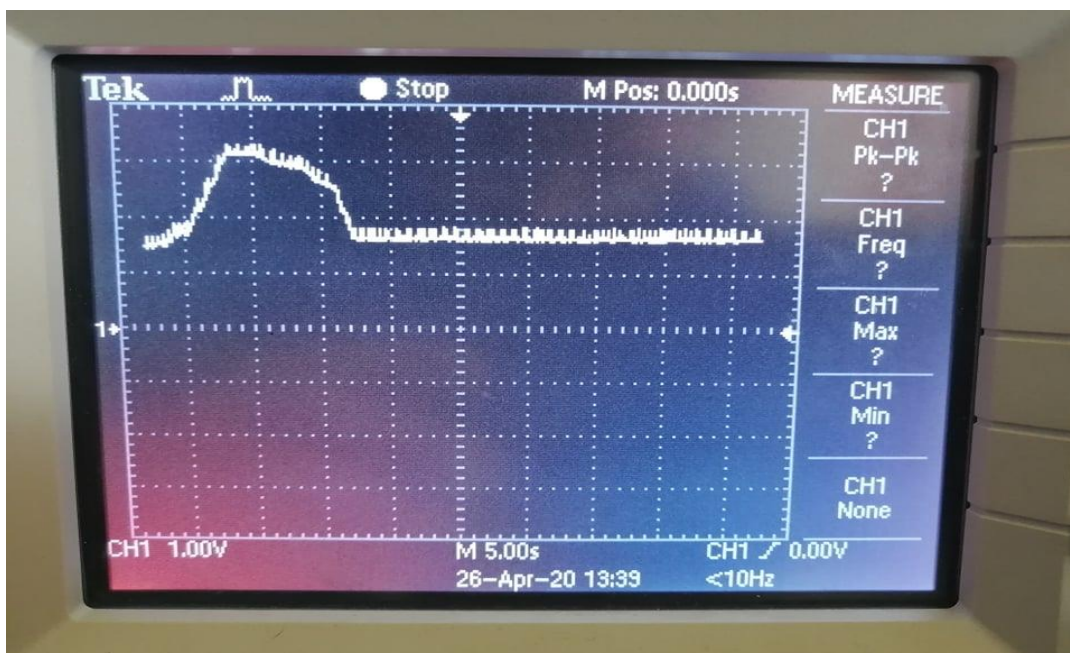 Tek Stop M Pos: 0.000s MEASURE
CH1
Pk-Pk
?
CH1
Freq
?
CH1
Max
?
CH1
Min
?
CH1
None
1
CH1 1.00V M 5.00s CH1 0.00V
26-Apr-20 13:39 <10Hz